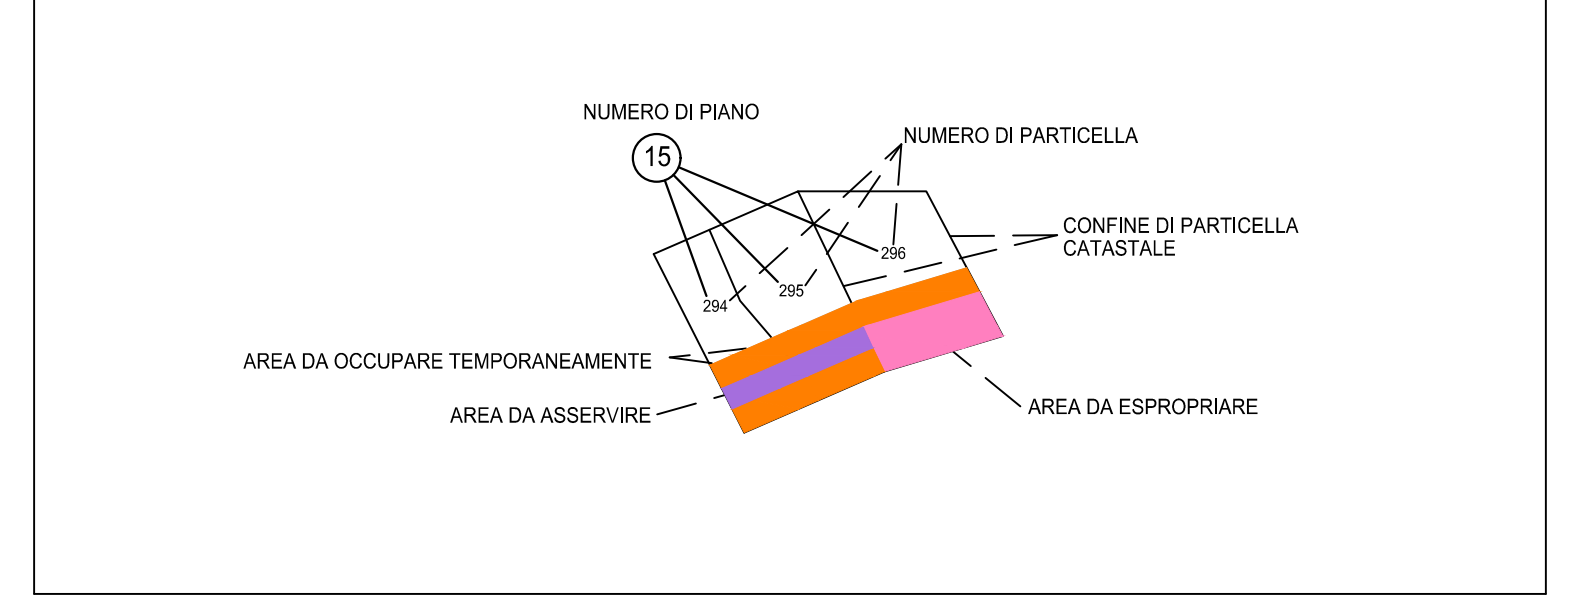 NUMERO DI PIANO
15
NUMERO DI PARTICELLA
CONFINE DI PARTICELLA
CATASTALE
296
295
294
AREA DA OCCUPARE TEMPORANEAMENTE
AREA DA ASSERVIRE
AREA DA ESPROPRIARE